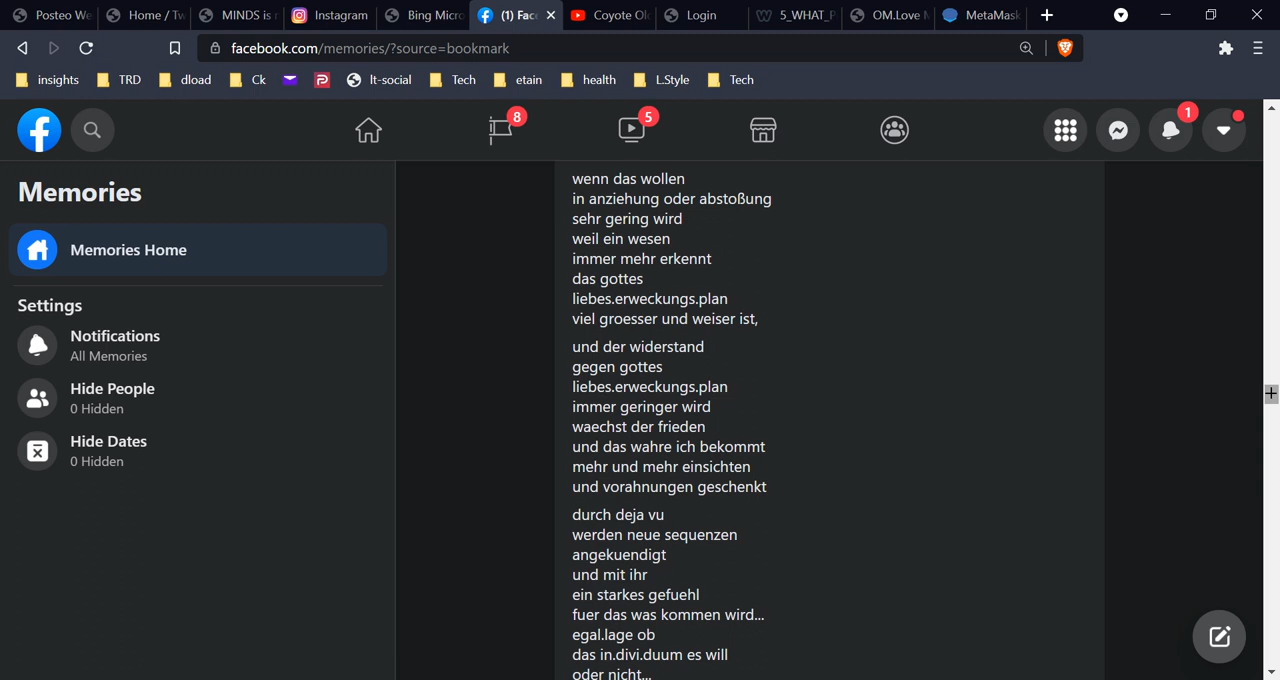 Posteo We
Home / Tw
MINDS is
Instagram
Bing Micro
(1) Fac
Coyote Ol
Login
5_WHAT_P
OM.Love
MetaMask
facebook.com/memories/?source=bookmark
insights
TRD
dload
Ck
It-social
Tech
etain
health
L.Style
Tech
8
5
1
Memories
Memories Home
Settings
Notifications
All Memories
Hide People
0 Hidden
Hide Dates
0 Hidden
wenn das wollen
in anziehung oder abstoßung
sehr gering wird
weil ein wesen
immer mehr erkennt
das gottes
liebes.erweckungs.plan
viel groesser und weiser ist,
und der widerstand
gegen gottes
liebes.erweckungs.plan
immer geringer wird
waechst der frieden
und das wahre ich bekommt
mehr und mehr einsichten
und vorahnungen geschenkt
durch deja vu
werden neue sequenzen
angekuendigt
und mit ihr
ein starkes gefuehl
fuer das was kommen wird...
egal.lage ob
das in.divi.duum es will
oder nicht...